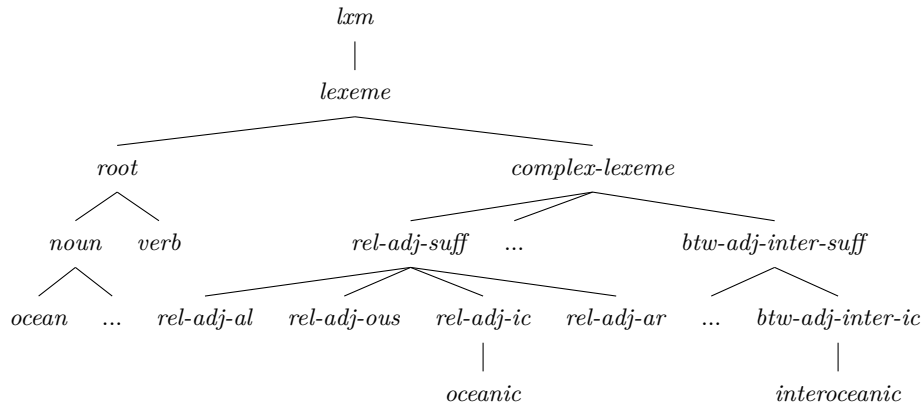 lxm
lexeme
root complex-lexeme
noun verb rel-adj-suff ... btw-adj-inter-suff
ocean ... rel-adj-al rel-adj-ous rel-adj-ic rel-adj-ar ... btw-adj-inter-ic
oceanic interoceanic